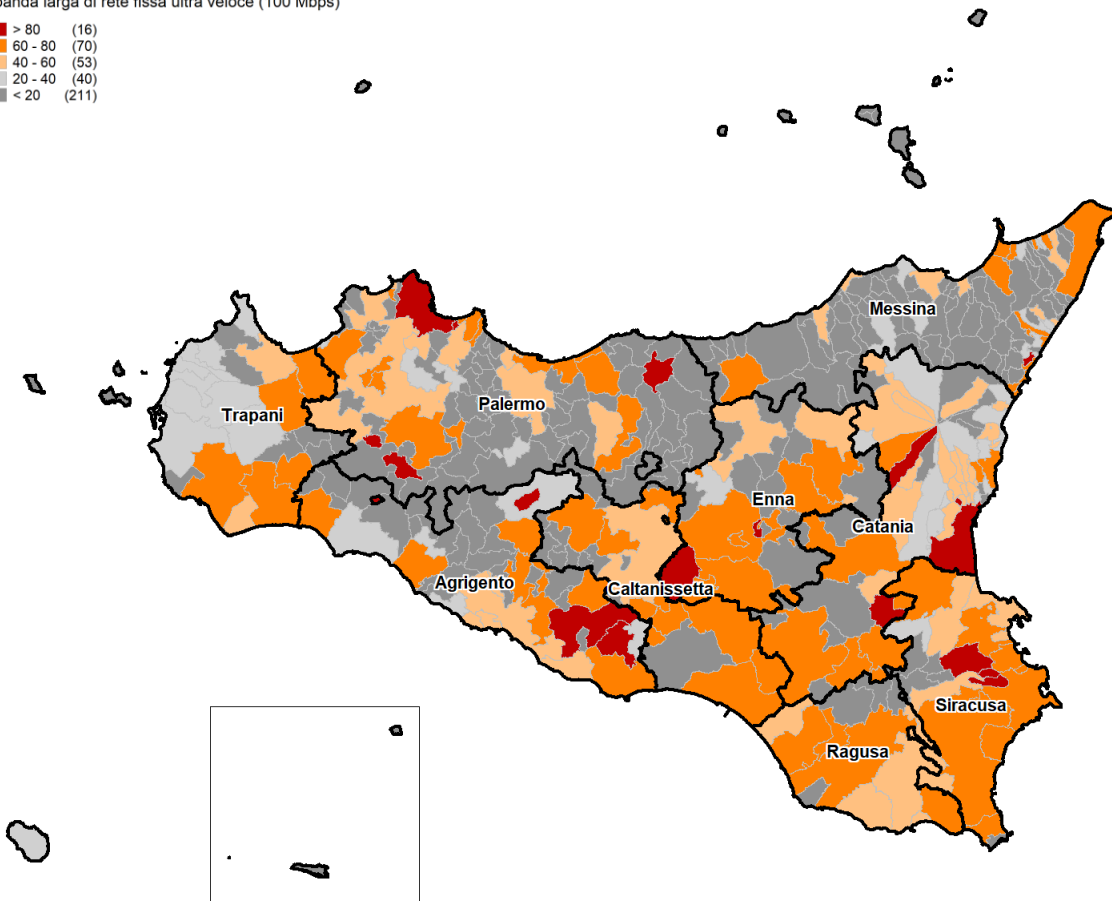 banda larga di rete fissa ultra veloce (100 Mbps)
> 80 (16)
60 - 80 (70)
40 - 60 (53)
20 - 40 (40)
< 20 (211)
Messina
Trapani
Palermo
Enna
Catania
Agrigento
Caltanissetta
Siracusa
Ragusa